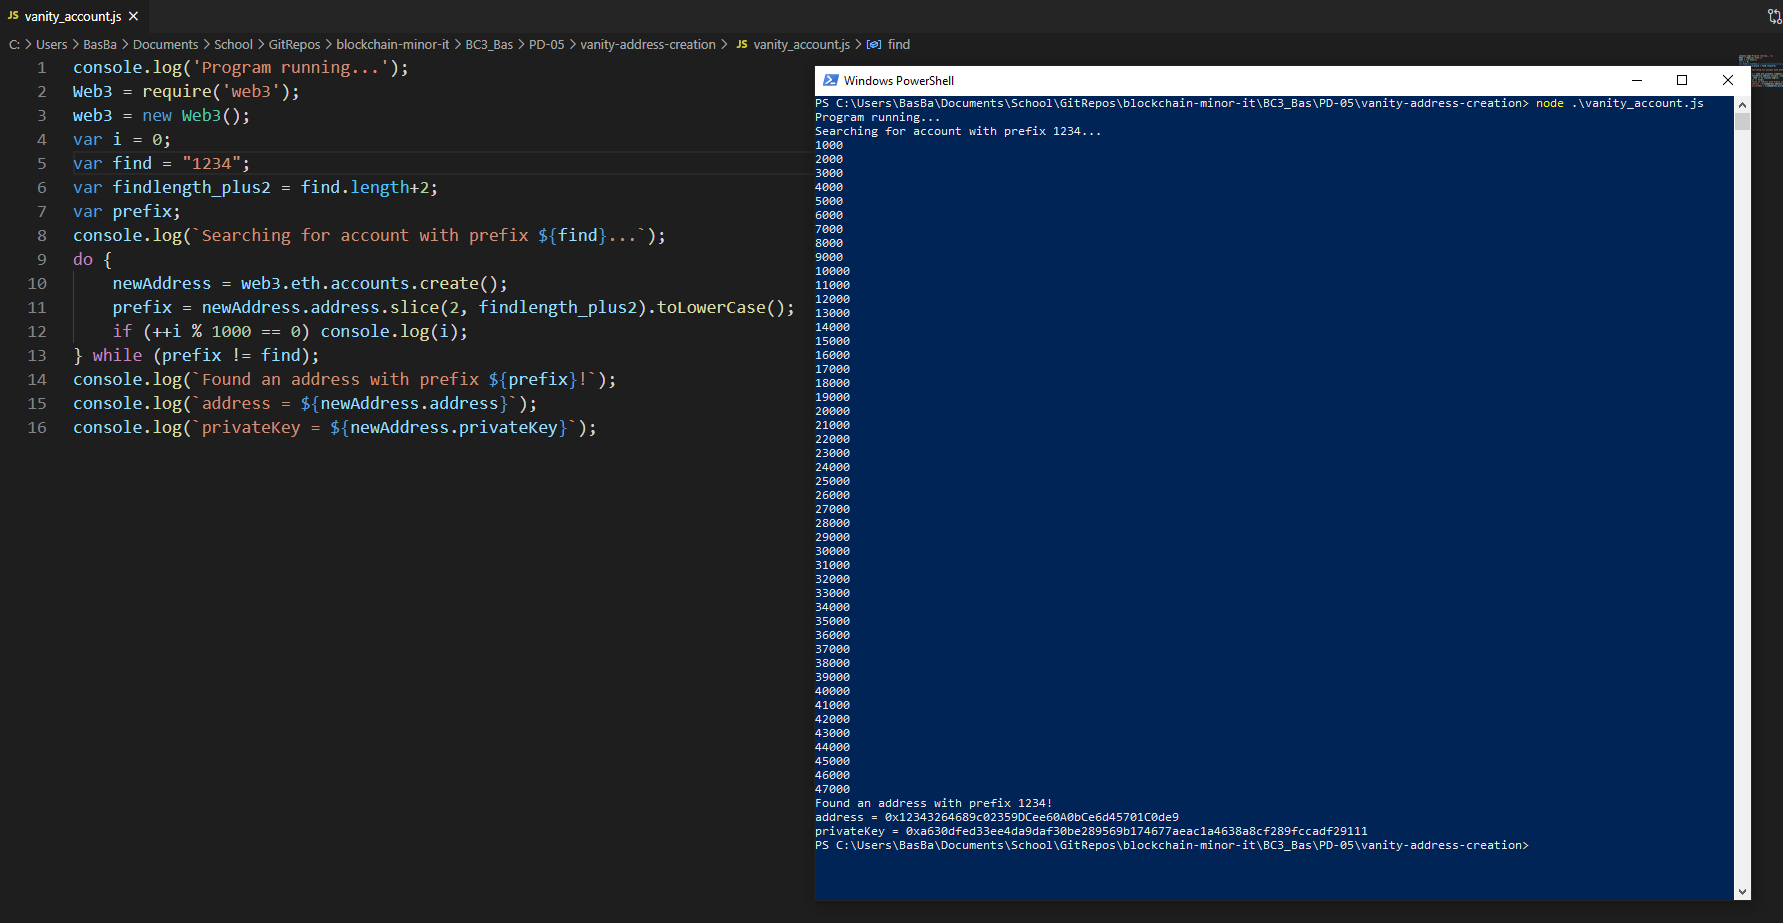 JS vanity_account.js
C: > Users > BasBa > Documents > School > GitRepos > blockchain-minor-it > BC3_Bas > PD-05 > vanity-address-creation > JS vanity_account.js > find
1 console.log('Program running...');
2 Web3 = require('web3');
3 web3 = new Web3();
4 var i = 0;
5 var find = "1234";
6 var findlength_plus2 = find.length+2;
7 var prefix;
8 console.log(`Searching for account with prefix ${find}...`);
9 do {
10 newAddress = web3.eth.accounts.create();
11 prefix = newAddress.address.slice(2, findlength_plus2).toLowerCase();
12 if (++i % 1000 == 0) console.log(i);
13 } while (prefix != find);
14 console.log(`Found an address with prefix ${prefix}!`);
15 console.log(`address = ${newAddress.address}`);
16 console.log(`privateKey = ${newAddress.privateKey}`);
Windows PowerShell
PS C:\Users\BasBa\Documents\School\GitRepos\blockchain-minor-it\BC3_Bas\PD-05\vanity-address-creation> node .\vanity_account.js
Program running...
Searching for account with prefix 1234...
1000
2000
3000
4000
5000
6000
7000
8000
9000
10000
11000
12000
13000
14000
15000
16000
17000
18000
19000
20000
21000
22000
23000
24000
25000
26000
27000
28000
29000
30000
31000
32000
33000
34000
35000
36000
37000
38000
39000
40000
41000
42000
43000
44000
45000
46000
47000
Found an address with prefix 1234!
address = 0x12343264689c02359DCee60A0bCe6d45701C0de9
privateKey = 0xa630dfed33ee4da9daf30be289569b174677aeac1a4638a8cf289fccadf29111
PS C:\Users\BasBa\Documents\School\GitRepos\blockchain-minor-it\BC3_Bas\PD-05\vanity-address-creation>